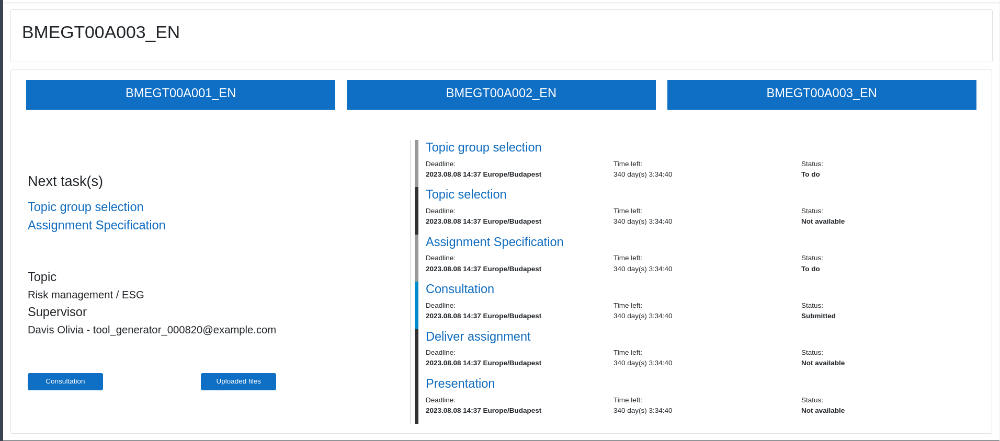 BMEGT00A003_EN
BMEGT00A001_EN
BMEGT00A002_EN
BMEGT00A003_EN
Next task(s)
Topic group selection
Assignment Specification
Topic
Risk management / ESG
Supervisor
Davis Olivia - tool_generator_000820@example.com
Consultation
Uploaded files
Topic group selection
Deadline: Time left: Status:
2023.08.08 14:37 Europe/Budapest 340 day(s) 3:34:40 To do
Topic selection
Deadline: Time left: Status:
2023.08.08 14:37 Europe/Budapest 340 day(s) 3:34:40 Not available
Assignment Specification
Deadline: Time left: Status:
2023.08.08 14:37 Europe/Budapest 340 day(s) 3:34:40 To do
Consultation
Deadline: Time left: Status:
2023.08.08 14:37 Europe/Budapest 340 day(s) 3:34:40 Submitted
Deliver assignment
Deadline: Time left: Status:
2023.08.08 14:37 Europe/Budapest 340 day(s) 3:34:40 Not available
Presentation
Deadline: Time left: Status:
2023.08.08 14:37 Europe/Budapest 340 day(s) 3:34:40 Not available